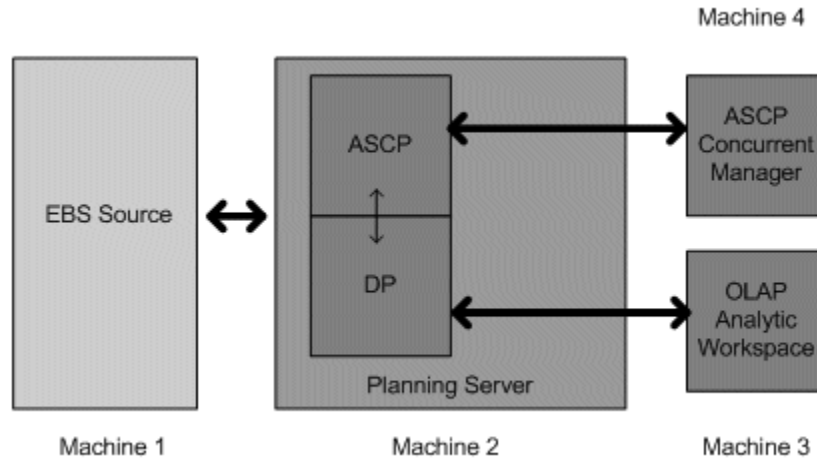 Machine 4
EBS Source
ASCP
DP
Planning Server
ASCP
Concurrent
Manager
OLAP
Analytic
Workspace
Machine 1
Machine 2
Machine 3